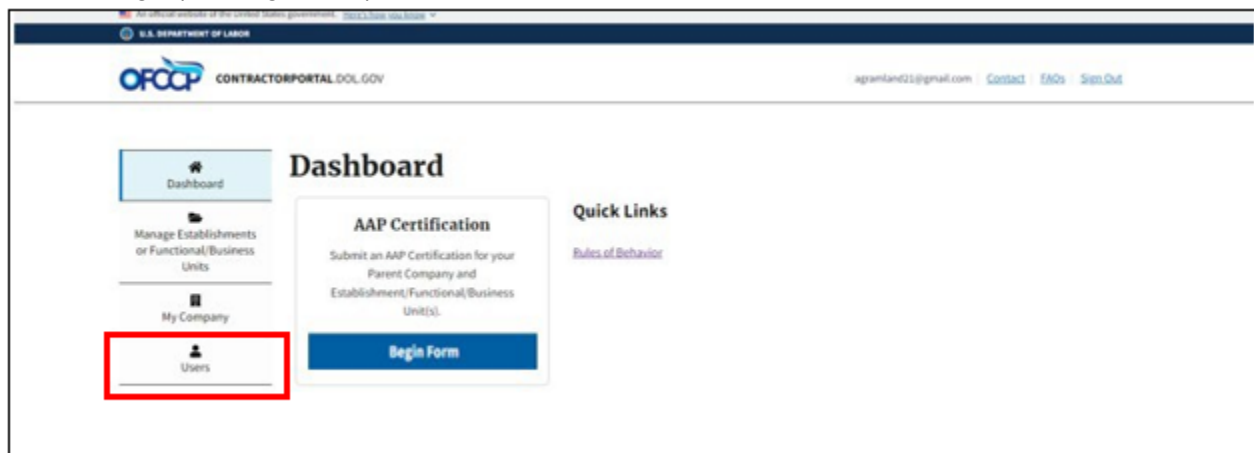 An official website of the United States government. Here's how you know
U.S. DEPARTMENT OF LABOR
OFCCP CONTRACTORPORTAL.DOL.GOV
agramland21@gmail.com Contact FAQs Sign Out
Dashboard
Manage Establishments
or Functional/Business
Units
My Company
Users
Dashboard
AAP Certification
Submit an AAP Certification for your
Parent Company and
Establishment/Functional/Business
Unit(s).
Begin Form
Quick Links
Rules of Behavior